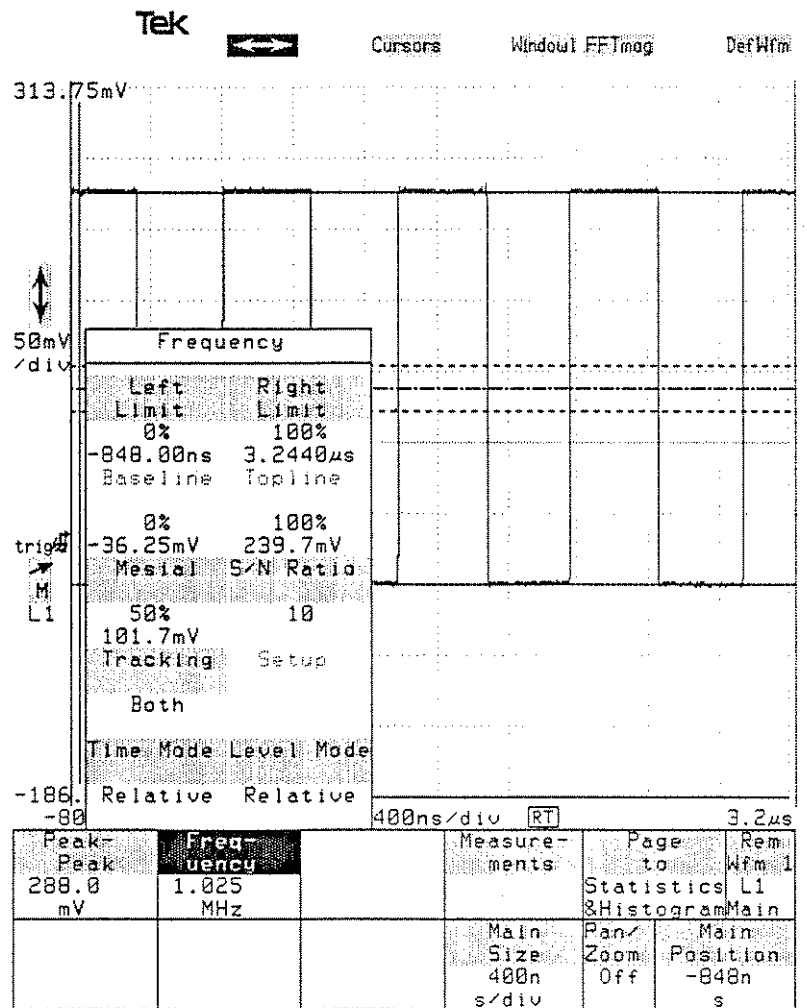 Tek
Cursors Window1 FFTmag DefWfm
313.75mV
50mV
/div
Frequency
Left Right
Limit Limit
0% 100%
-848.00ns 3.2440µs
Baseline Topline
0% 100%
-36.25mV 239.7mV
Mesial S/N Ratio
50% 10
101.7mV
Tracking Setup
Both
Time Mode Level Mode
Relative Relative
trig'd
M
L1
-186.
-80
400ns/div RT 3.2µs
Peak-
Peak
288.0
mV
Freq-
uency
1.025
MHz
Measure-
ments
Page
to
Statistics
&Histogram
Rem
Wfm 1
L1
Main
Main
Size
400n
s/div
Pan/
Zoom
Off
Main
Position
-848n
s